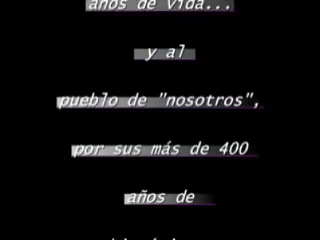 años de vida...
y al
pueblo de "nosotros",
por sus más de 400
años de